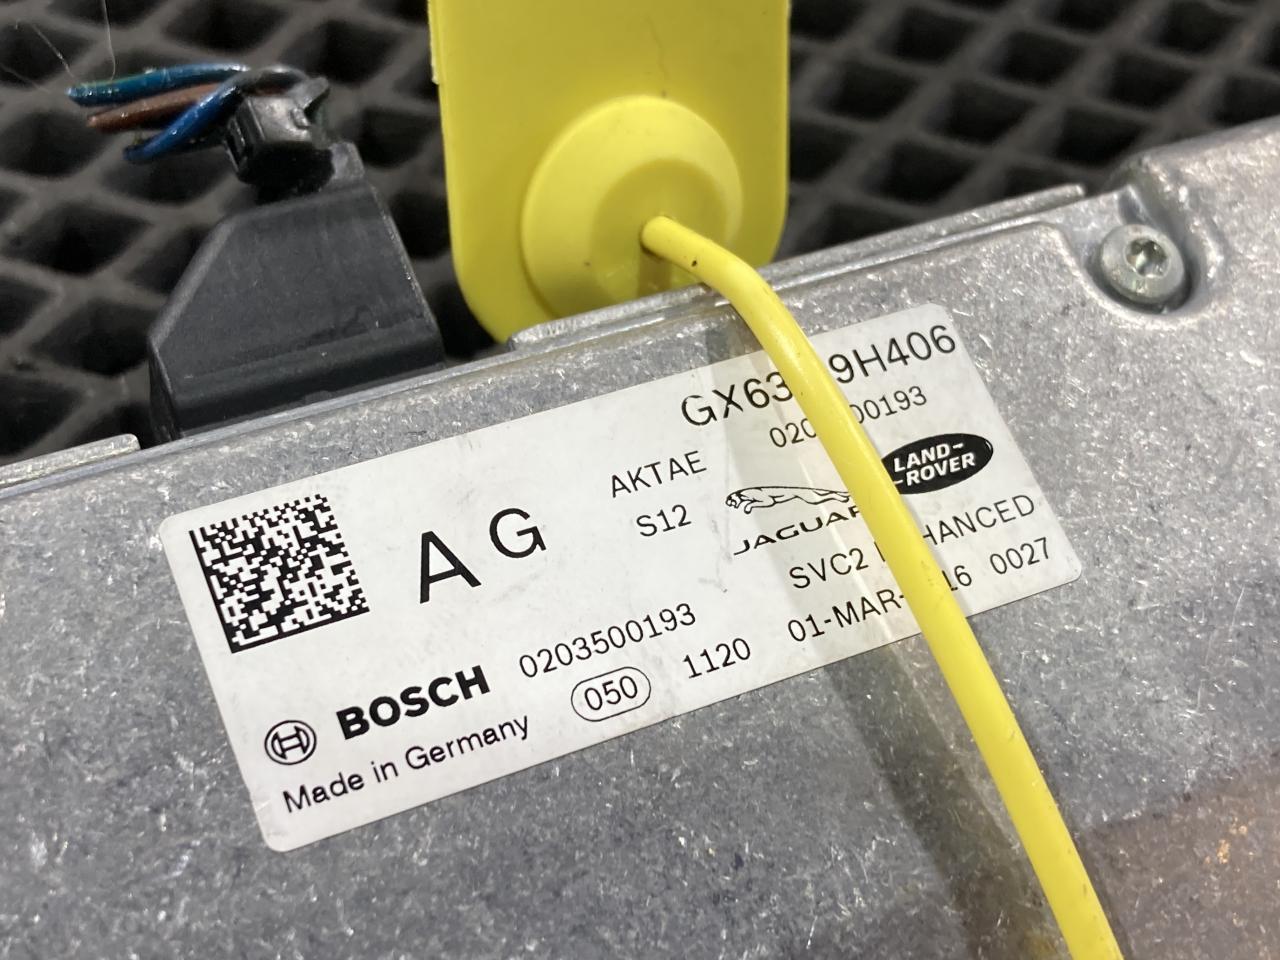 GX63 9H406
020 00193
AKTAE
LAND-
-ROVER
S12
JAGUAR
AG
SVC2 HANCED
0203500193
1120
01-MAR- 16 0027
BOSCH
050
Made in Germany